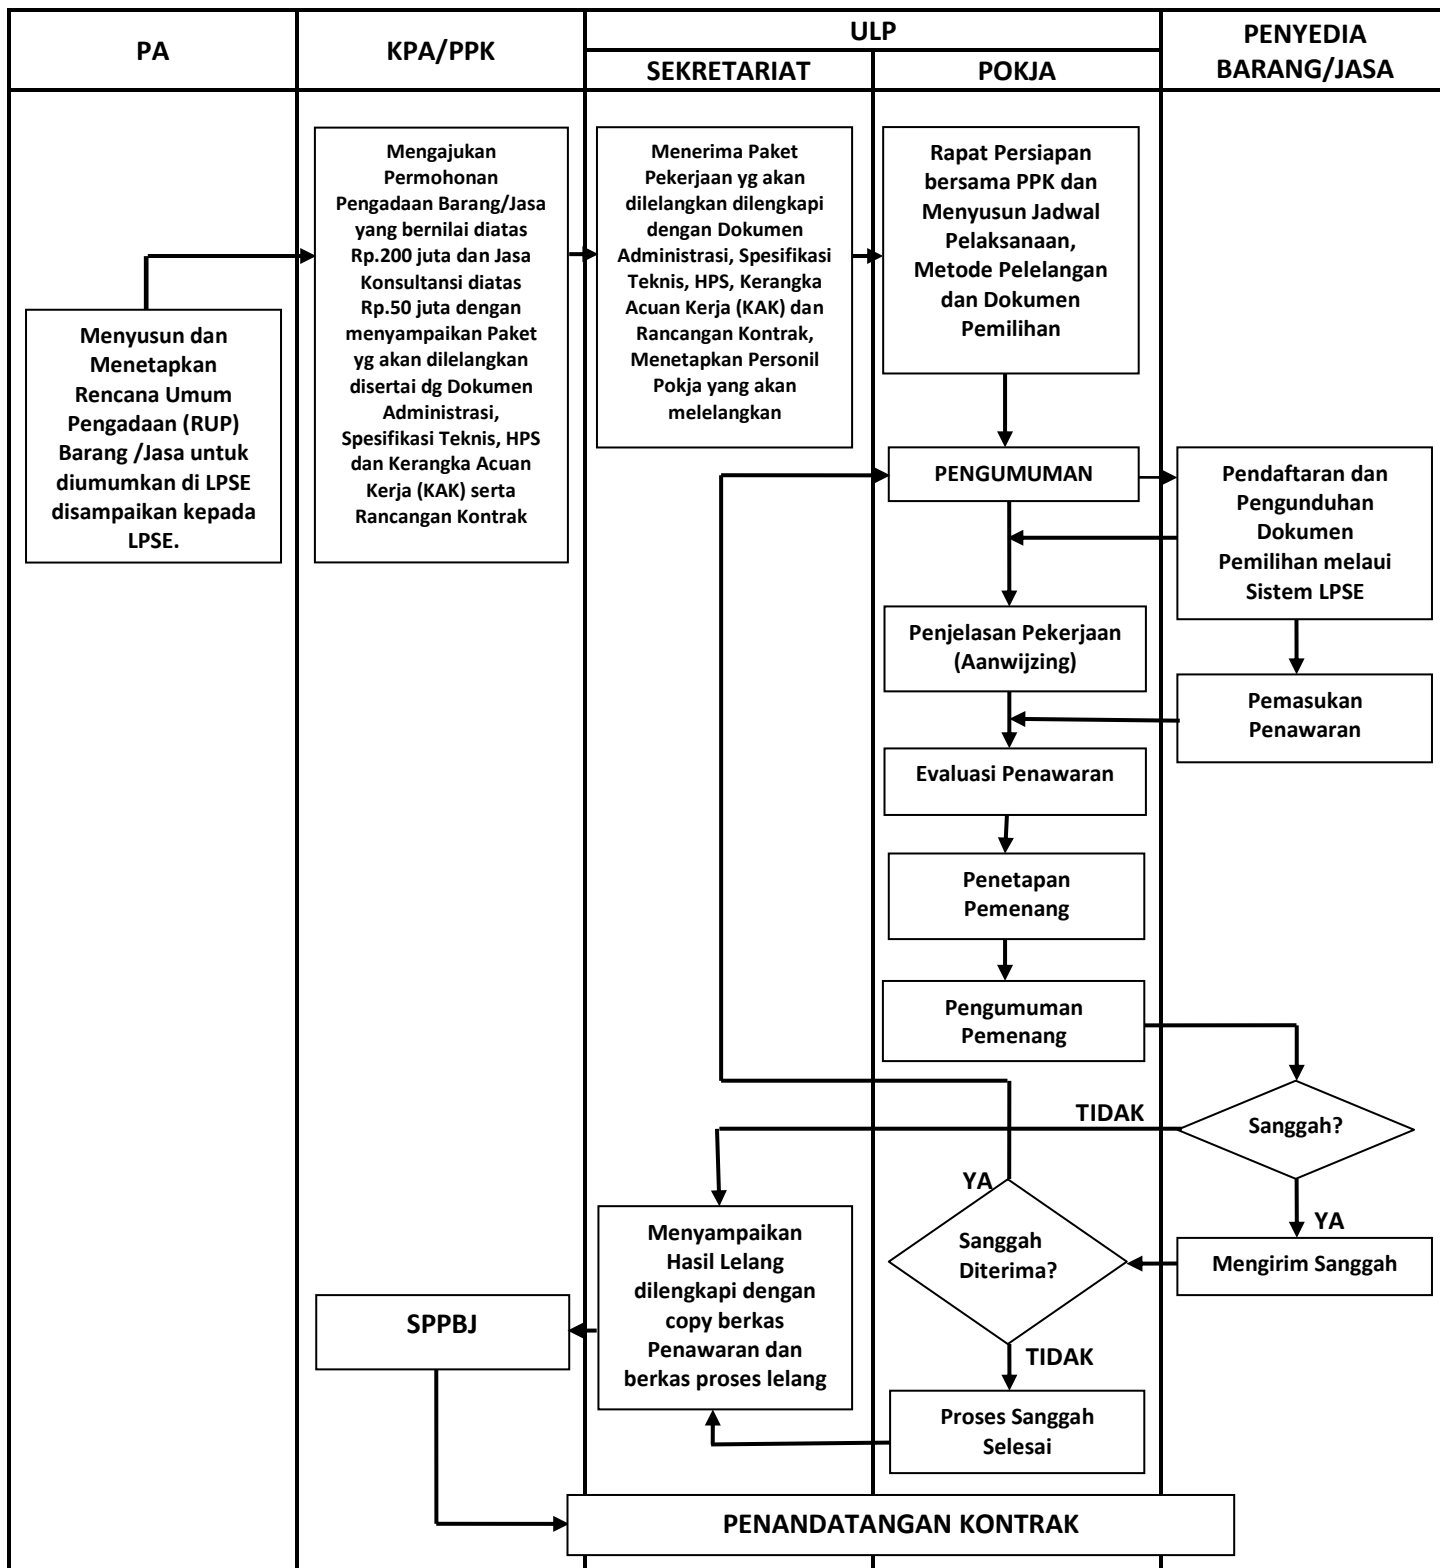 PA
KPA/PPK
ULP
SEKRETARIAT
POKJA
PENYEDIA
BARANG/JASA
Menyusun dan
Menetapkan
Rencana Umum
Pengadaan (RUP)
Barang /Jasa untuk
diumumkan di LPSE
disampaikan kepada
LPSE.
Mengajukan
Permohonan
Pengadaan Barang/Jasa
yang bernilai diatas
Rp.200 juta dan Jasa
Konsultansi diatas
Rp.50 juta dengan
menyampaikan Paket
yg akan dilelangkan
disertai dg Dokumen
Administrasi,
Spesifikasi Teknis, HPS
dan Kerangka Acuan
Kerja (KAK) serta
Rancangan Kontrak
Menerima Paket
Pekerjaan yg akan
dilelangkan dilengkapi
dengan Dokumen
Administrasi, Spesifikasi
Teknis, HPS, Kerangka
Acuan Kerja (KAK) dan
Rancangan Kontrak,
Menetapkan Personil
Pokja yang akan
melelangkan
Rapat Persiapan
bersama PPK dan
Menyusun Jadwal
Pelaksanaan,
Metode Pelelangan
dan Dokumen
Pemilihan
PENGUMUMAN
Pendaftaran dan
Pengunduhan
Dokumen
Pemilihan melaui
Sistem LPSE
Penjelasan Pekerjaan
(Aanwijzing)
Pemasukan
Penawaran
Evaluasi Penawaran
Penetapan
Pemenang
Pengumuman
Pemenang
Sanggah?
TIDAK
YA
Mengirim Sanggah
Sanggah
Diterima?
YA
TIDAK
Proses Sanggah
Selesai
Menyampaikan
Hasil Lelang
dilengkapi dengan
copy berkas
Penawaran dan
berkas proses lelang
SPPBJ
PENANDATANGAN KONTRAK